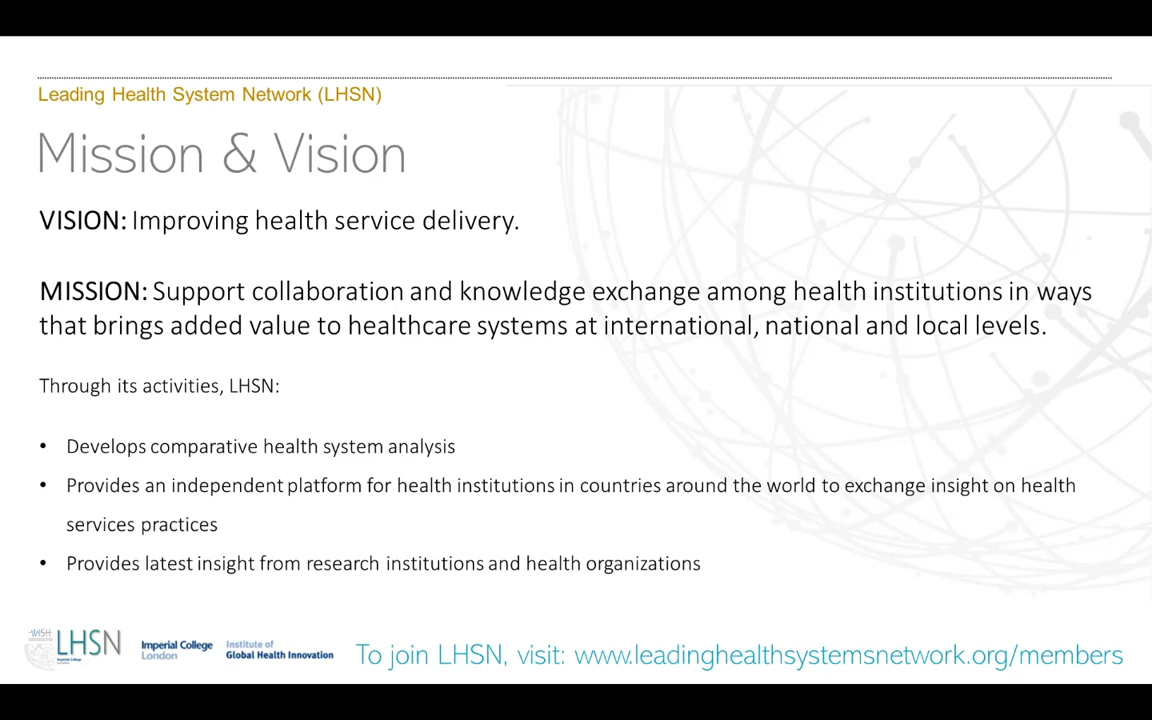 Leading Health System Network (LHSN)
Mission & Vision
VISION: Improving health service delivery.
MISSION: Support collaboration and knowledge exchange among health institutions in ways
that brings added value to healthcare systems at international, national and local levels.
Through its activities, LHSN:
• Develops comparative health system analysis
• Provides an independent platform for health institutions in countries around the world to exchange insight on health
services practices
• Provides latest insight from research institutions and health organizations
WISH
LHSN
Imperial College
London
Institute of
Global Health Innovation
To join LHSN, visit: www.leadinghealthsystemsnetwork.org/members